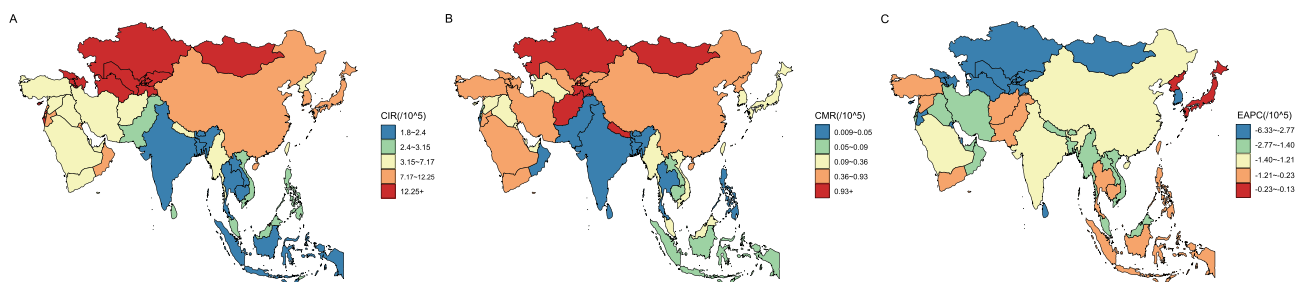 A
B
C
CIR(/10^5)
1.8~2.4
2.4~3.15
3.15~7.17
7.17~12.25
12.25+
CMR(/10^5)
0.009~0.05
0.05~0.09
0.09~0.36
0.36~0.93
0.93+
EAPC(/10^5)
-6.33~-2.77
-2.77~-1.40
-1.40~-1.21
-1.21~-0.23
-0.23~-0.13